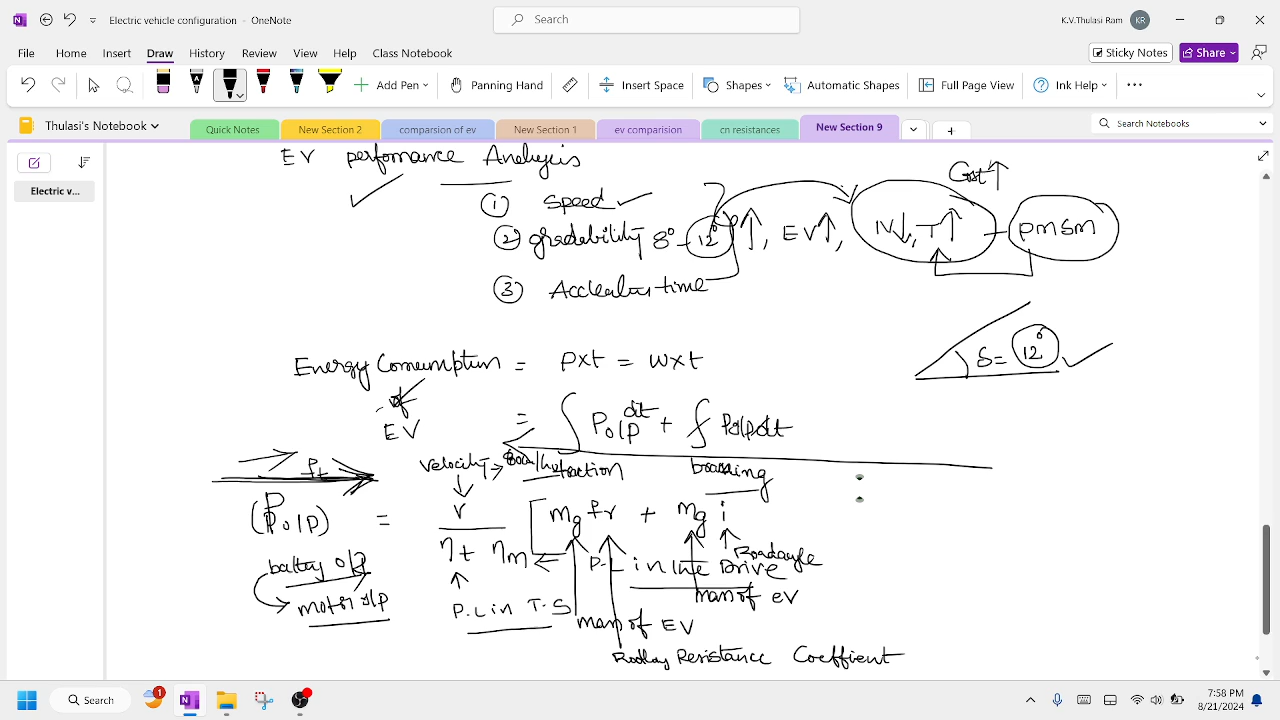 Electric vehicle configuration - OneNote
Search
K.V.Thulasi Ram KR
File Home Insert Draw History Review View Help Class Notebook
Sticky Notes Share
Add Pen Panning Hand Insert Space Shapes Automatic Shapes Full Page View Ink Help
Thulasi's Notebook Quick Notes New Section 2 comparsion of ev New Section 1 ev comparision cn resistances New Section 9 Search Notebooks
Electric v...
EV performance Analysis
Cost ↑
① Speed ✓
② gradability 8° - 12° ↑, EV ↑, N↓, T↑ - PMSM
③ time
δ = 12° ✓
Energy Consumption = P×t = W×t
of
EV
= ∫ Po/p dt + ∫ Po/p dt
Velocity → traction braking
(Po/p) = v / ηt ηm [ mg fr + mg i
Road angle
battery o/p
P.L in line Drive
motor i/p
P.L in T.S
mass of EV
mass of EV
Resistance Coeffient
Search
7:58 PM
8/21/2024